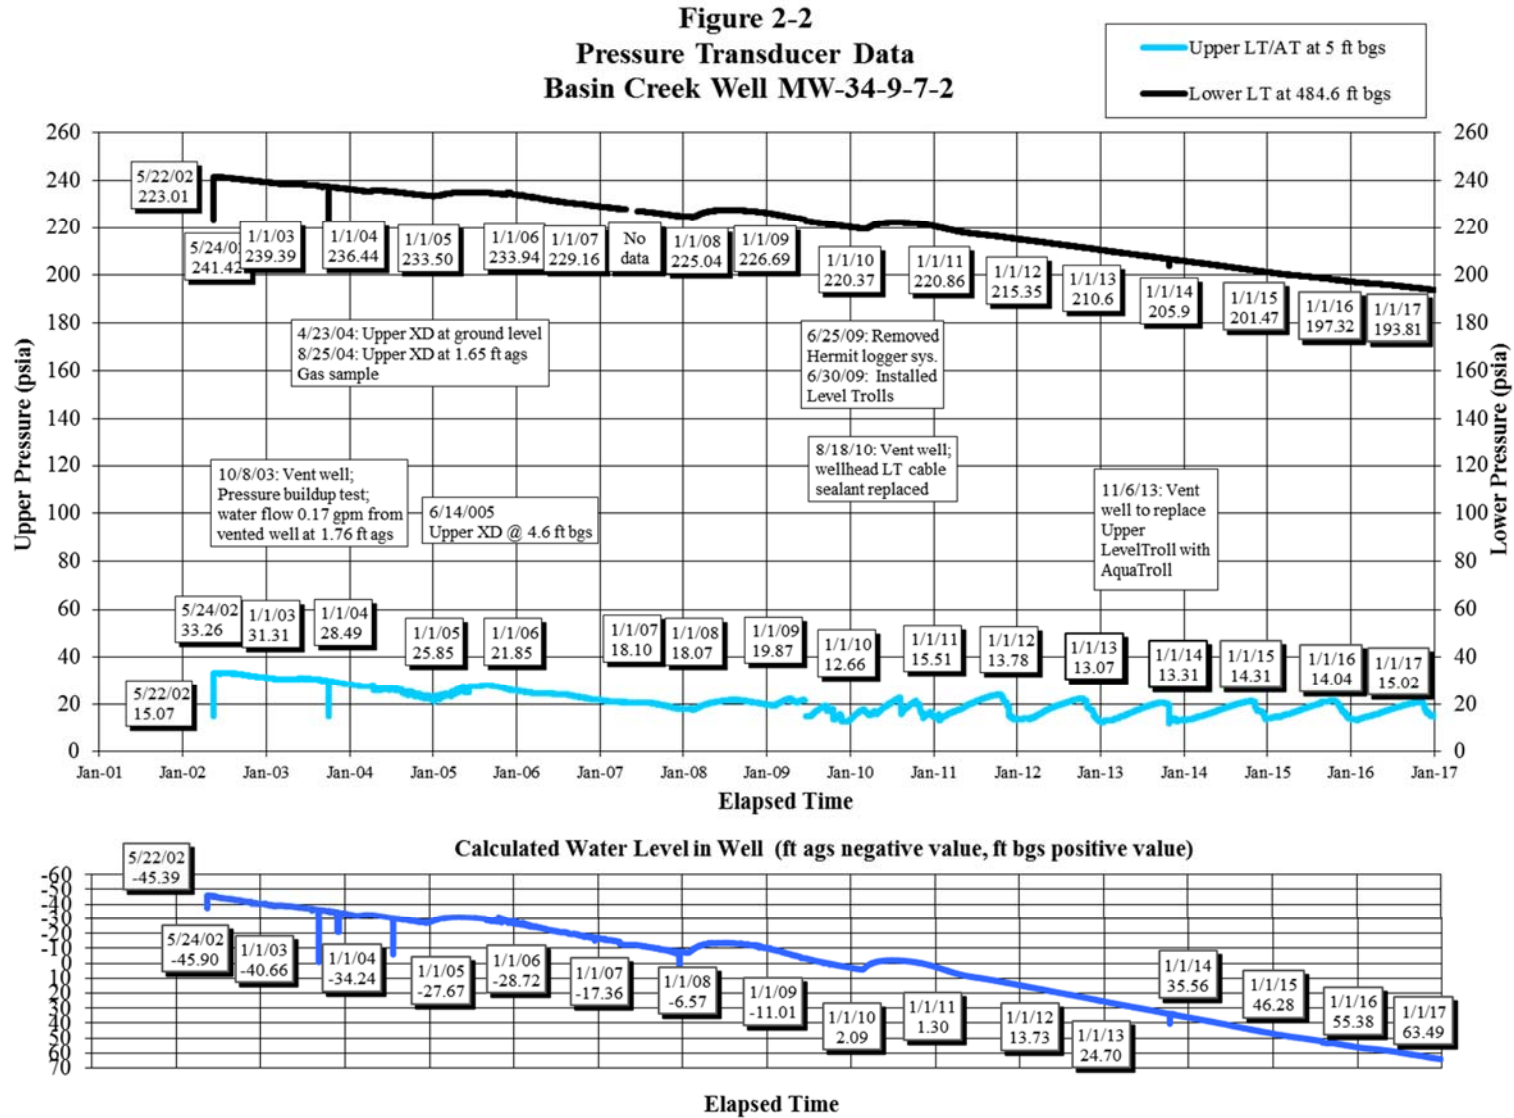 Figure 2-2
Pressure Transducer Data
Basin Creek Well MW-34-9-7-2
Upper LT/AT at 5 ft bgs
Lower LT at 484.6 ft bgs
Upper Pressure (psia)
260
240
220
200
180
160
140
120
100
80
60
40
20
0
Lower Pressure (psia)
260
240
220
200
180
160
140
120
100
80
60
40
20
0
5/22/02
223.01
5/24/0
241.42
1/1/03
239.39
1/1/04
236.44
1/1/05
233.50
1/1/06
233.94
1/1/07
229.16
No
data
1/1/08
225.04
1/1/09
226.69
1/1/10
220.37
1/1/11
220.86
1/1/12
215.35
1/1/13
210.6
1/1/14
205.9
1/1/15
201.47
1/1/16
197.32
1/1/17
193.81
4/23/04: Upper XD at ground level
8/25/04: Upper XD at 1.65 ft ags
Gas sample
6/25/09: Removed
Hermit logger sys.
6/30/09: Installed
Level Trolls
10/8/03: Vent well;
Pressure buildup test;
water flow 0.17 gpm from
vented well at 1.76 ft ags
6/14/005
Upper XD @ 4.6 ft bgs
8/18/10: Vent well;
wellhead LT cable
sealant replaced
11/6/13: Vent
well to replace
Upper
LevelTroll with
AquaTroll
5/24/02
33.26
1/1/03
31.31
1/1/04
28.49
1/1/05
25.85
1/1/06
21.85
1/1/07
18.10
1/1/08
18.07
1/1/09
19.87
1/1/10
12.66
1/1/11
15.51
1/1/12
13.78
1/1/13
13.07
1/1/14
13.31
1/1/15
14.31
1/1/16
14.04
1/1/17
15.02
5/22/02
15.07
Jan-01
Jan-02
Jan-03
Jan-04
Jan-05
Jan-06
Jan-07
Jan-08
Jan-09
Jan-10
Jan-11
Jan-12
Jan-13
Jan-14
Jan-15
Jan-16
Jan-17
Elapsed Time
Calculated Water Level in Well (ft ags negative value, ft bgs positive value)
-60
-50
-40
-30
-20
-10
0
10
20
30
40
50
60
70
5/22/02
-45.39
5/24/02
-45.90
1/1/03
-40.66
1/1/04
-34.24
1/1/05
-27.67
1/1/06
-28.72
1/1/07
-17.36
1/1/08
-6.57
1/1/09
-11.01
1/1/10
2.09
1/1/11
1.30
1/1/12
13.73
1/1/13
24.70
1/1/14
35.56
1/1/15
46.28
1/1/16
55.38
1/1/17
63.49
Elapsed Time